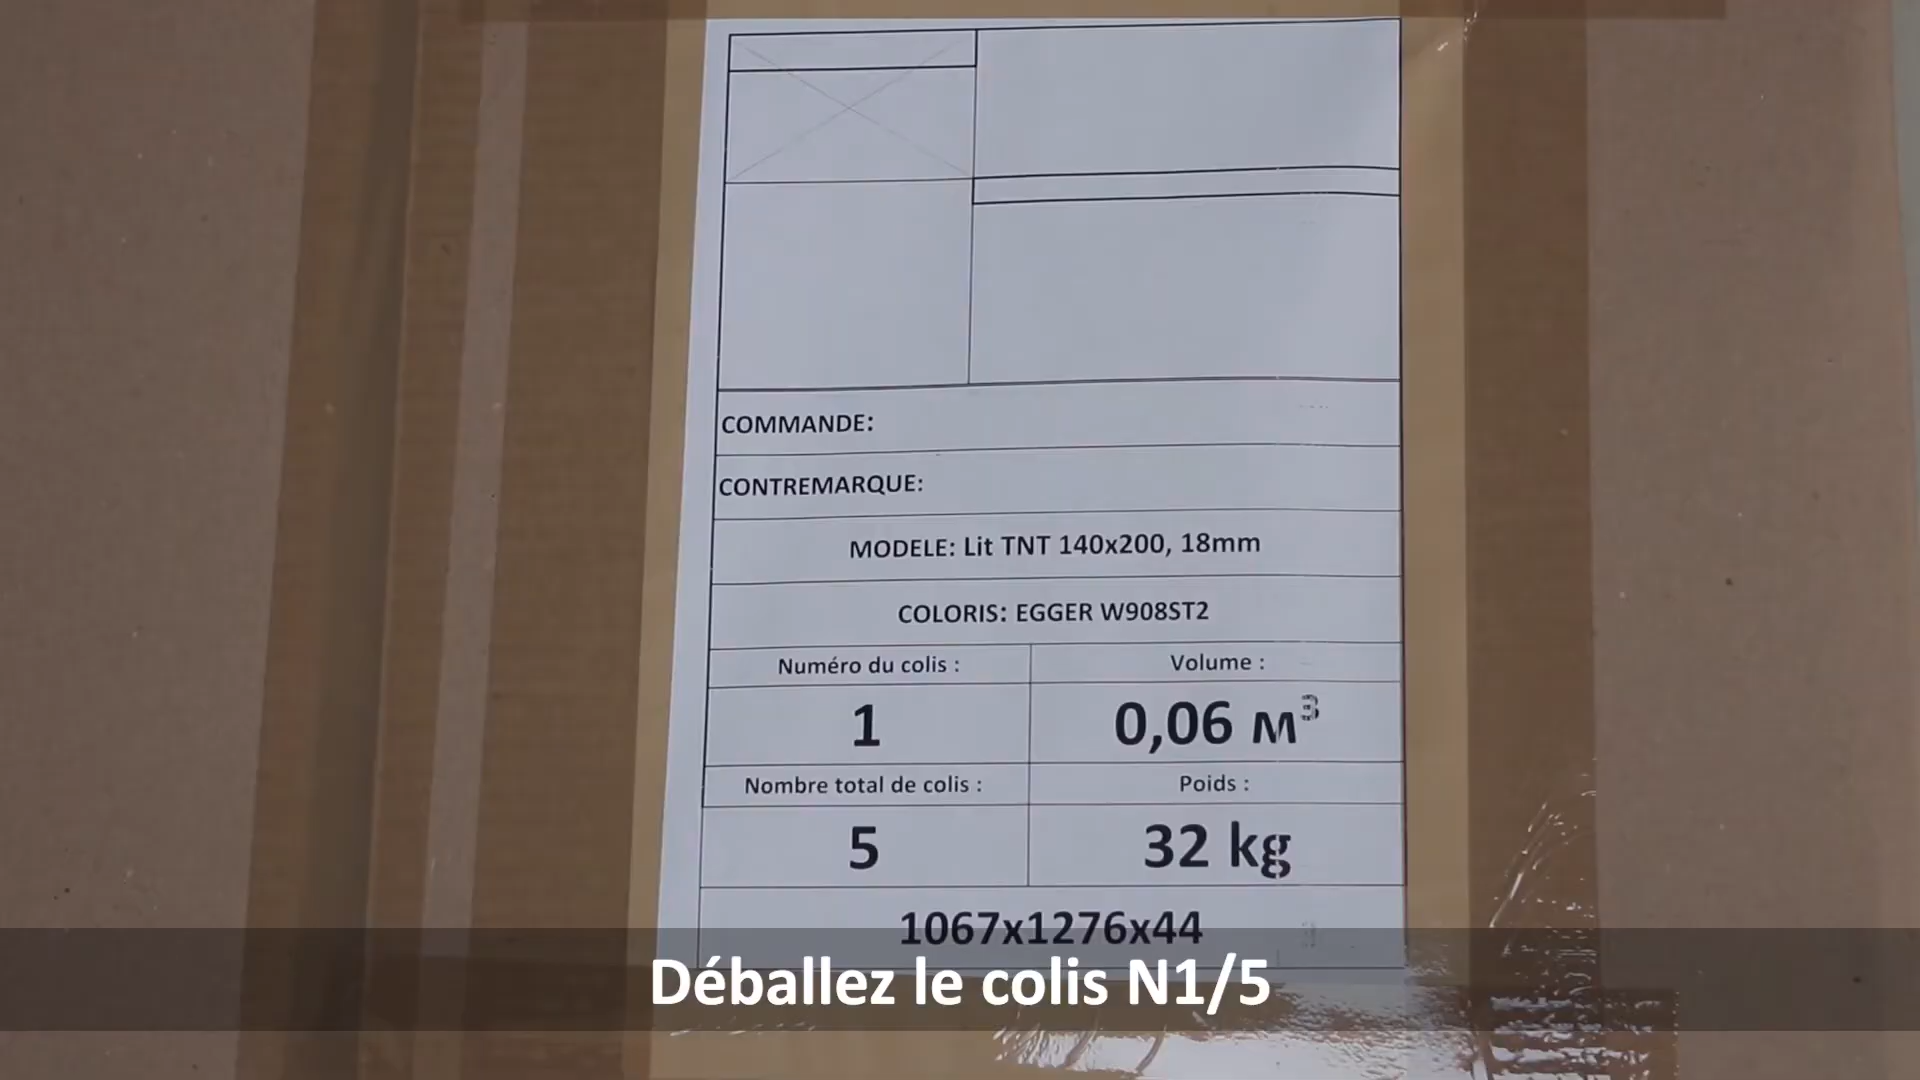 COMMANDE:
CONTREMARQUE:
MODELE: Lit TNT 140x200, 18mm
COLORIS: EGGER W908ST2
Numéro du colis :
Volume :
1
0,06 м³
Nombre total de colis :
Poids :
5
32 kg
1067x1276x44
Déballez le colis N1/5